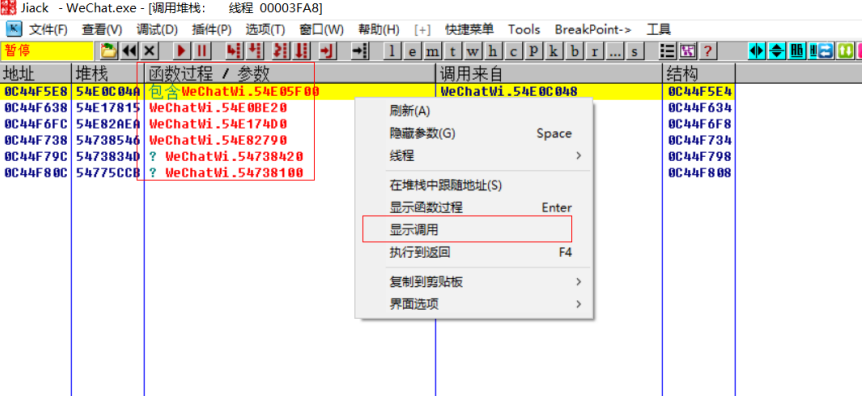 Jiack - WeChat.exe - [调用堆栈: 线程 00003FA8]
文件(F) 查看(V) 调试(D) 插件(P) 选项(T) 窗口(W) 帮助(H) [+] 快捷菜单 Tools BreakPoint-> 工具
暂停 l e m t w h c p k b r ... s ?
地址 堆栈 函数过程 / 参数 调用来自 结构
0C44F5E8 54E0C04A 包含WeChatWi.54E05F00 WeChatWi.54E0C048 0C44F5E4
0C44F638 54E17815 WeChatWi.54E0BE20 0C44F634
0C44F6FC 54E82AEA WeChatWi.54E174D0 0C44F6F8
0C44F738 54738546 WeChatWi.54E82790 0C44F734
0C44F79C 5473834D ? WeChatWi.54738420 0C44F798
0C44F80C 54775CCB ? WeChatWi.54738100 0C44F808
刷新(A)
隐藏参数(G) Space
线程
在堆栈中跟随地址(S)
显示函数过程 Enter
显示调用
执行到返回 F4
复制到剪贴板
界面选项